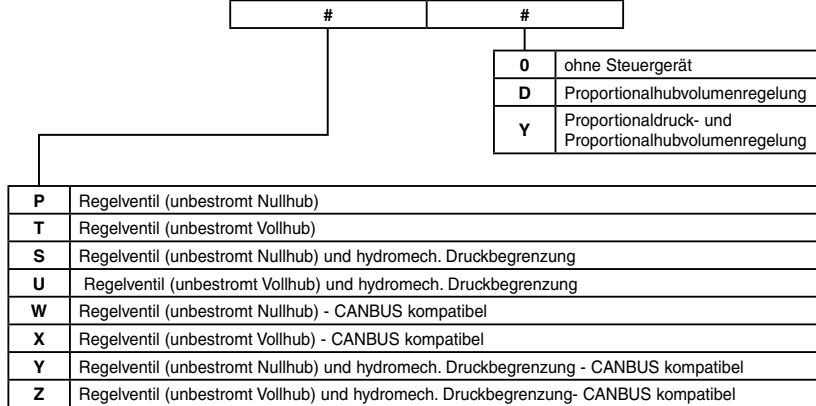 # #
0 ohne Steuergerät
D Proportionalhubvolumenregelung
Y Proportionaldruck- und
Proportionalhubvolumenregelung
P Regelventil (unbestromt Nullhub)
T Regelventil (unbestromt Vollhub)
S Regelventil (unbestromt Nullhub) und hydromech. Druckbegrenzung
U Regelventil (unbestromt Vollhub) und hydromech. Druckbegrenzung
W Regelventil (unbestromt Nullhub) - CANBUS kompatibel
X Regelventil (unbestromt Vollhub) - CANBUS kompatibel
Y Regelventil (unbestromt Nullhub) und hydromech. Druckbegrenzung - CANBUS kompatibel
Z Regelventil (unbestromt Vollhub) und hydromech. Druckbegrenzung- CANBUS kompatibel